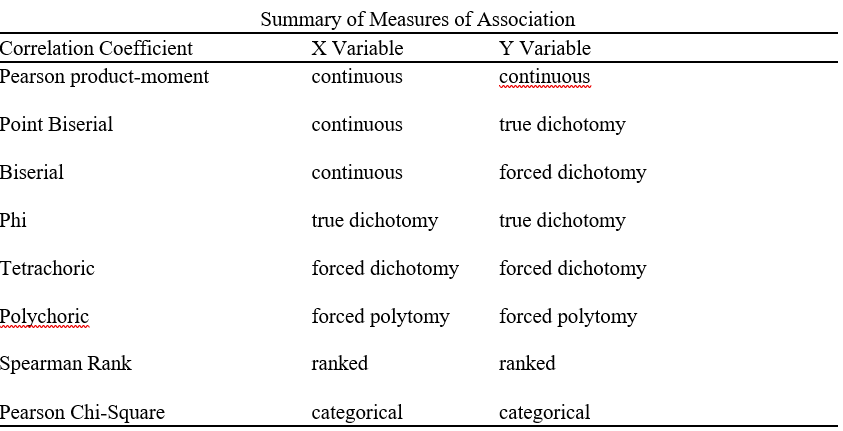 Summary of Measures of Association
Correlation Coefficient X Variable Y Variable
Pearson product-moment continuous continuous
Point Biserial continuous true dichotomy
Biserial continuous forced dichotomy
Phi true dichotomy true dichotomy
Tetrachoric forced dichotomy forced dichotomy
Polychoric forced polytomy forced polytomy
Spearman Rank ranked ranked
Pearson Chi-Square categorical categorical